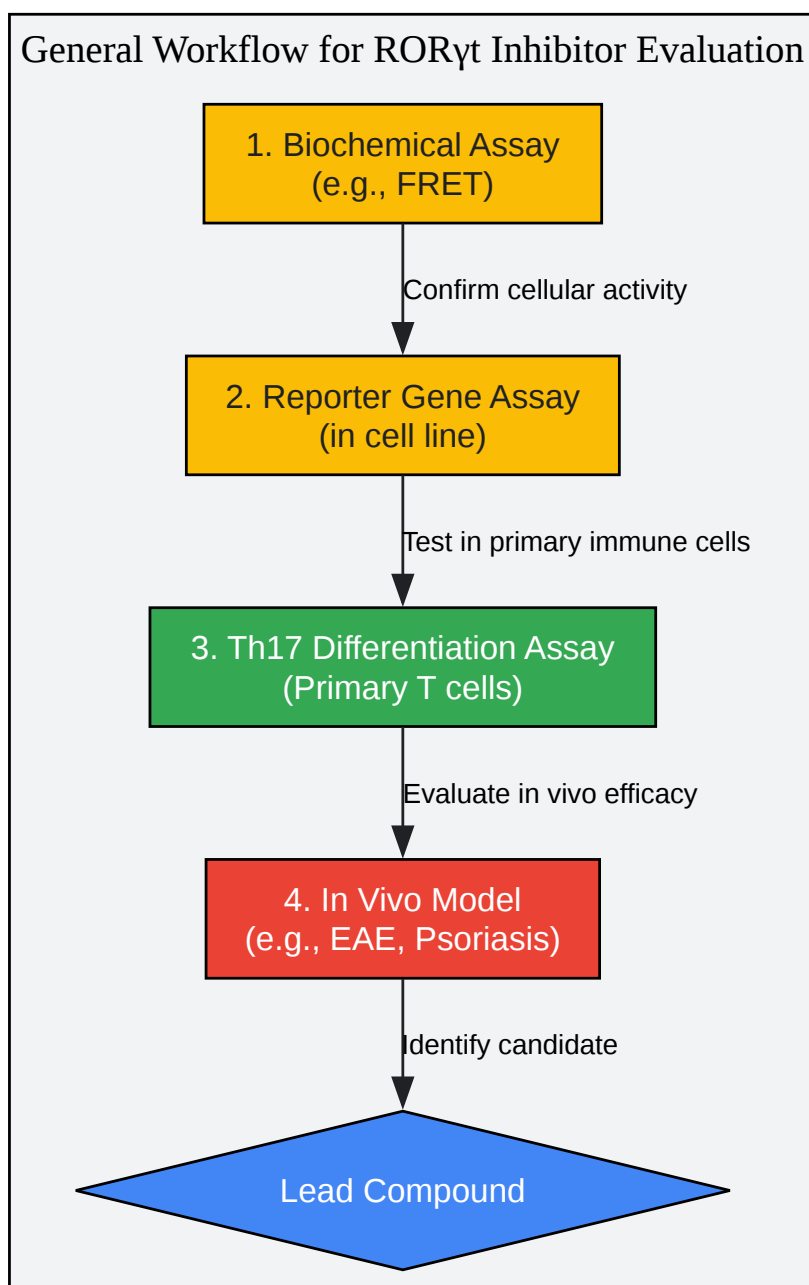 General Workflow for RORγt Inhibitor Evaluation
1. Biochemical Assay
(e.g., FRET)
Confirm cellular activity
2. Reporter Gene Assay
(in cell line)
Test in primary immune cells
3. Th17 Differentiation Assay
(Primary T cells)
Evaluate in vivo efficacy
4. In Vivo Model
(e.g., EAE, Psoriasis)
Identify candidate
Lead Compound